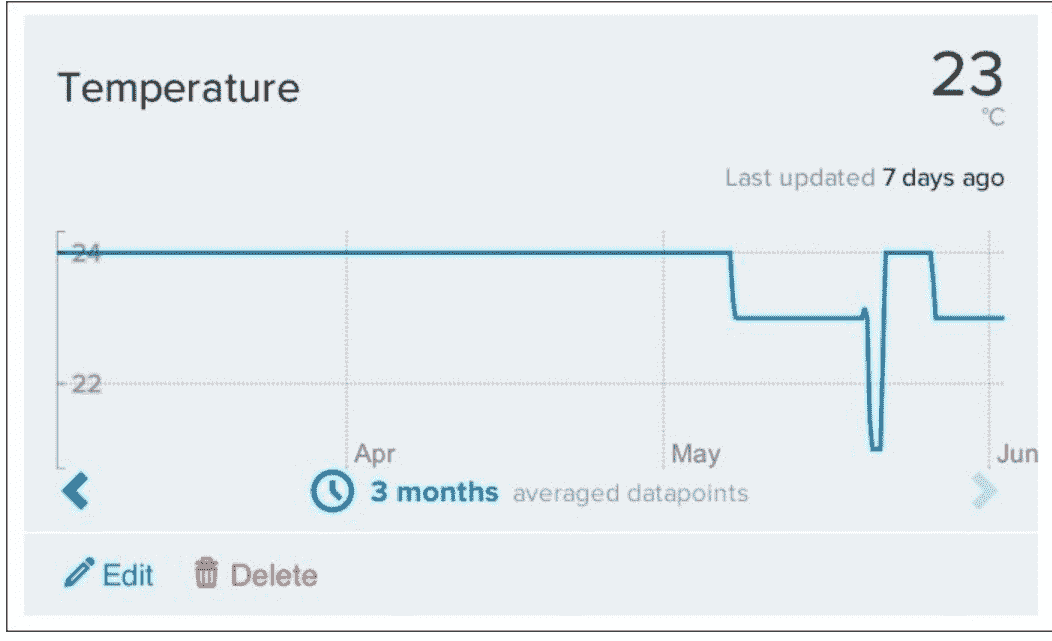 Temperature
23
°C
Last updated 7 days ago
24
22
Apr May Jun
3 months averaged datapoints
Edit Delete